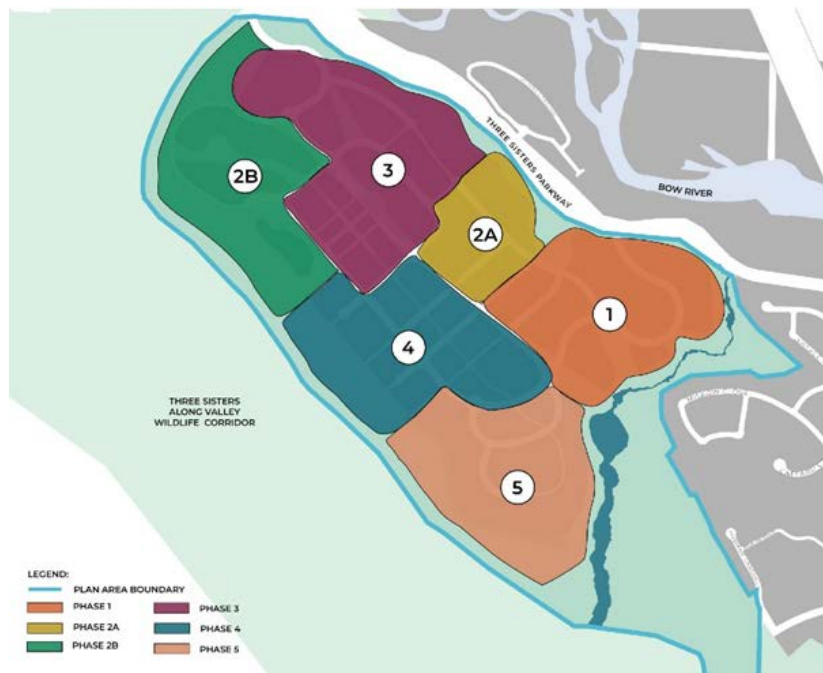 2B
3
THREE SISTERS PARKWAY
BOW RIVER
2A
1
4
THREE SISTERS
ALONG VALLEY
WILDLIFE CORRIDOR
5
LEGEND:
PLAN AREA BOUNDARY
PHASE 1
PHASE 2A
PHASE 2B
PHASE 3
PHASE 4
PHASE 5